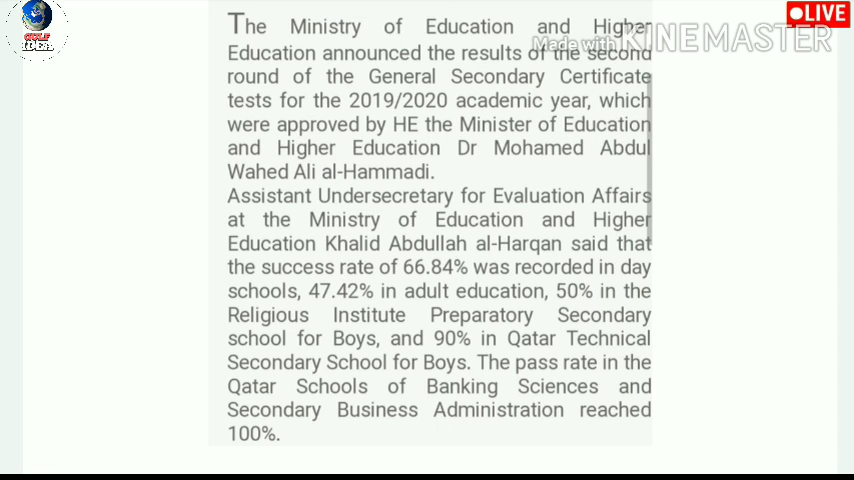 The Ministry of Education and Higher
Education announced the results of the second
round of the General Secondary Certificate
tests for the 2019/2020 academic year, which
were approved by HE the Minister of Education
and Higher Education Dr Mohamed Abdul
Wahed Ali al-Hammadi.
Assistant Undersecretary for Evaluation Affairs
at the Ministry of Education and Higher
Education Khalid Abdullah al-Harqan said that
the success rate of 66.84% was recorded in day
schools, 47.42% in adult education, 50% in the
Religious Institute Preparatory Secondary
school for Boys, and 90% in Qatar Technical
Secondary School for Boys. The pass rate in the
Qatar Schools of Banking Sciences and
Secondary Business Administration reached
100%.
LIVE
Made with KINEMASTER
GULF
IDEA